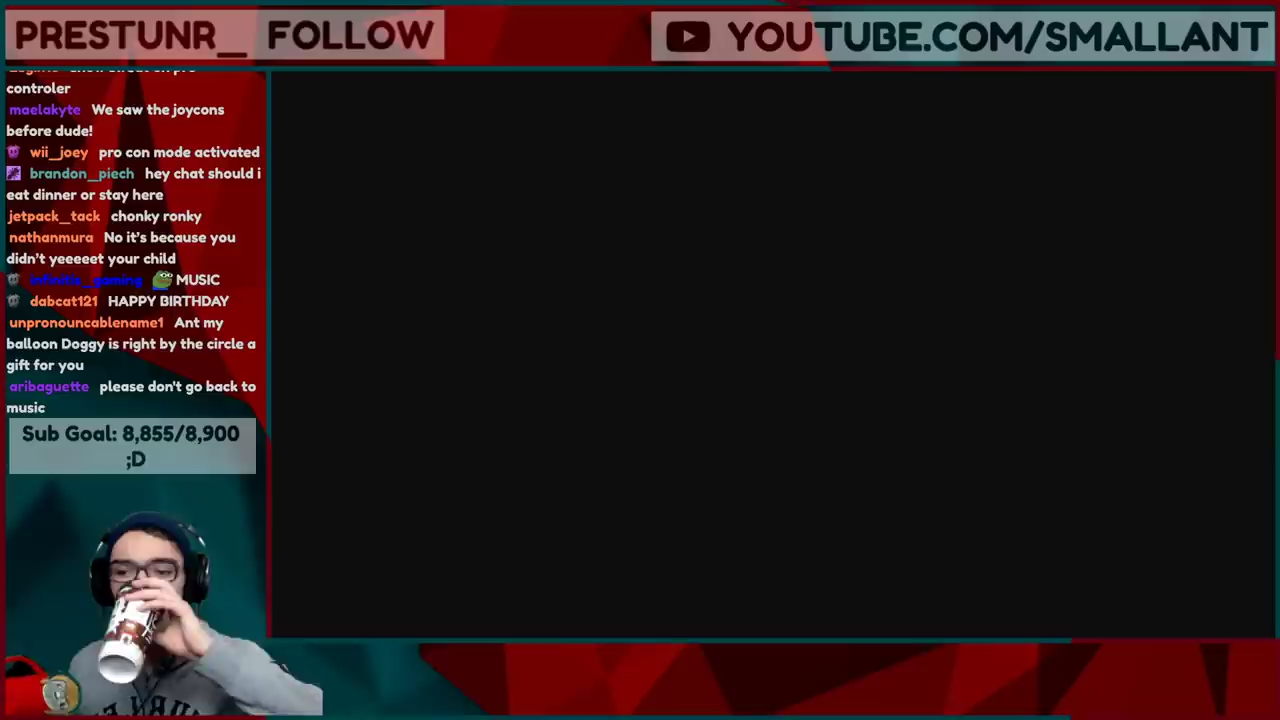 PRESTUNR_ FOLLOW
YOUTUBE.COM/SMALLANT
controler
maelakyte We saw the joycons
before dude!
wii_joey pro con mode activated
brandon_piech hey chat should i
eat dinner or stay here
jetpack_tack chonky ronky
nathanmura No it's because you
didn't yeeeeet your child
infinitis_gaming MUSIC
dabcat121 HAPPY BIRTHDAY
unpronouncablename1 Ant my
balloon Doggy is right by the circle a
gift for you
aribaguette please don't go back to
music
Sub Goal: 8,855/8,900
;D